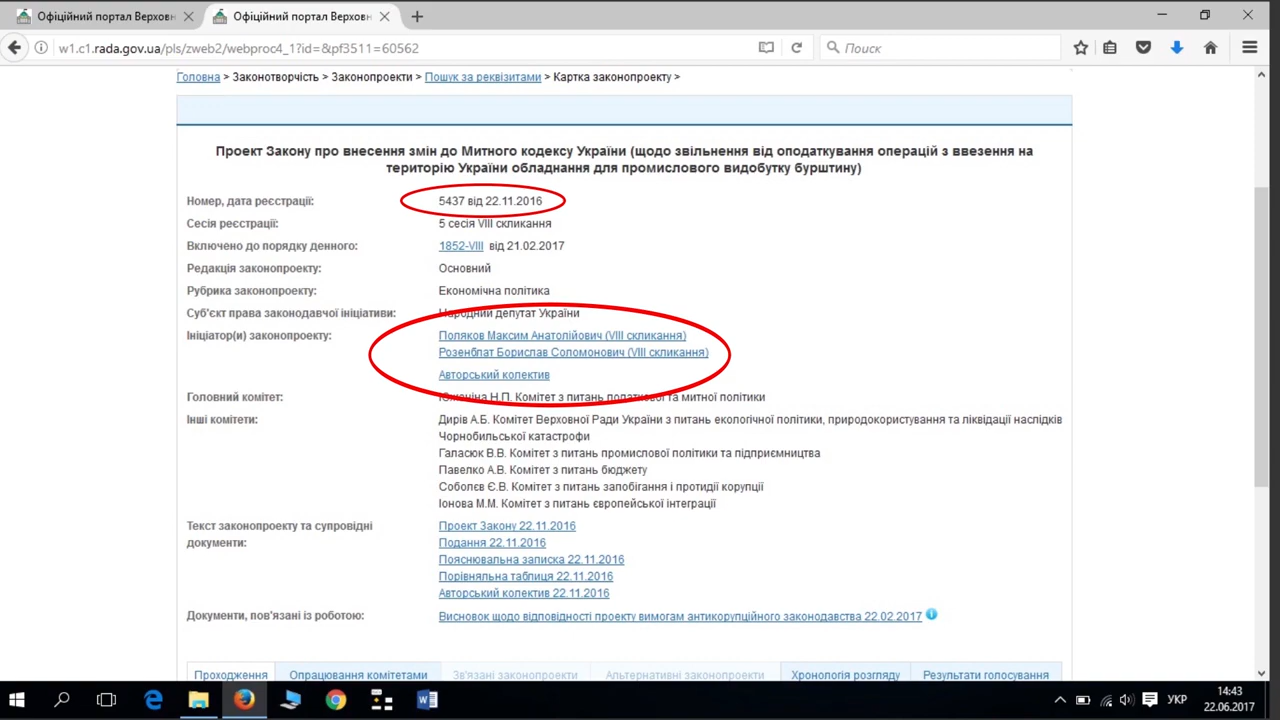 Офіційний портал Верховн
Офіційний портал Верховн
w1.c1.rada.gov.ua/pls/zweb2/webproc4_1?id=&pf3511=60562
Поиск
Головна > Законотворчість > Законопроекти > Пошук за реквізитами > Картка законопроекту >
Проект Закону про внесення змін до Митного кодексу України (щодо звільнення від оподаткування операцій з ввезення на
територію України обладнання для промислового видобутку бурштину)
Номер, дата реєстрації: 5437 від 22.11.2016
Сесія реєстрації: 5 сесія VIII скликання
Включено до порядку денного: 1852-VIII від 21.02.2017
Редакція законопроекту: Основний
Рубрика законопроекту: Економічна політика
Суб'єкт права законодавчої ініціативи: Народний депутат України
Ініціатор(и) законопроекту: Поляков Максим Анатолійович (VIII скликання)
Розенблат Борислав Соломонович (VIII скликання)
Авторський колектив
Головний комітет: Южаніна Н.П. Комітет з питань податкової та митної політики
Інші комітети: Дирів А.Б. Комітет Верховної Ради України з питань екологічної політики, природокористування та ліквідації наслідків
Чорнобильської катастрофи
Галасюк В.В. Комітет з питань промислової політики та підприємництва
Павелко А.В. Комітет з питань бюджету
Соболєв Є.В. Комітет з питань запобігання і протидії корупції
Іонова М.М. Комітет з питань європейської інтеграції
Текст законопроекту та супровідні Проект Закону 22.11.2016
документи: Подання 22.11.2016
Пояснювальна записка 22.11.2016
Порівняльна таблиця 22.11.2016
Авторський колектив 22.11.2016
Документи, пов'язані із роботою: Висновок щодо відповідності проекту вимогам антикорупційного законодавства 22.02.2017
Проходження Опрацювання комітетами Зв'язані законопроекти Альтернативні законопроекти Хронологія розгляду Результати голосування
УКР
14:43
22.06.2017